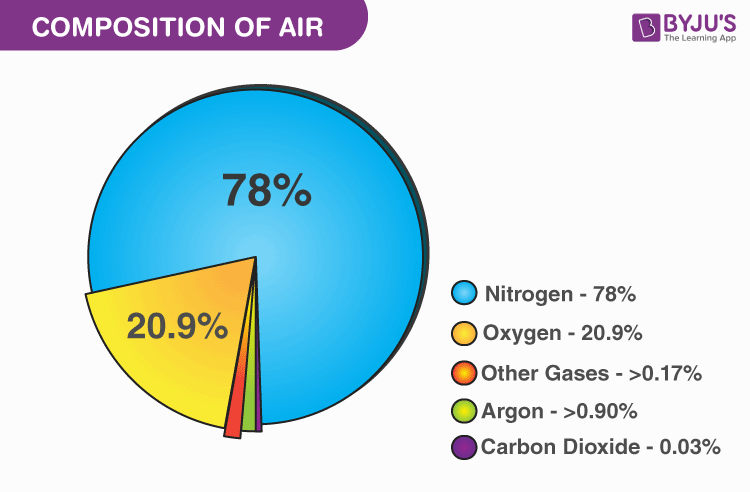 COMPOSITION OF AIR
BYJU'S
The Learning App
78%
20.9%
Nitrogen - 78%
Oxygen - 20.9%
Other Gases - >0.17%
Argon - >0.90%
Carbon Dioxide - 0.03%